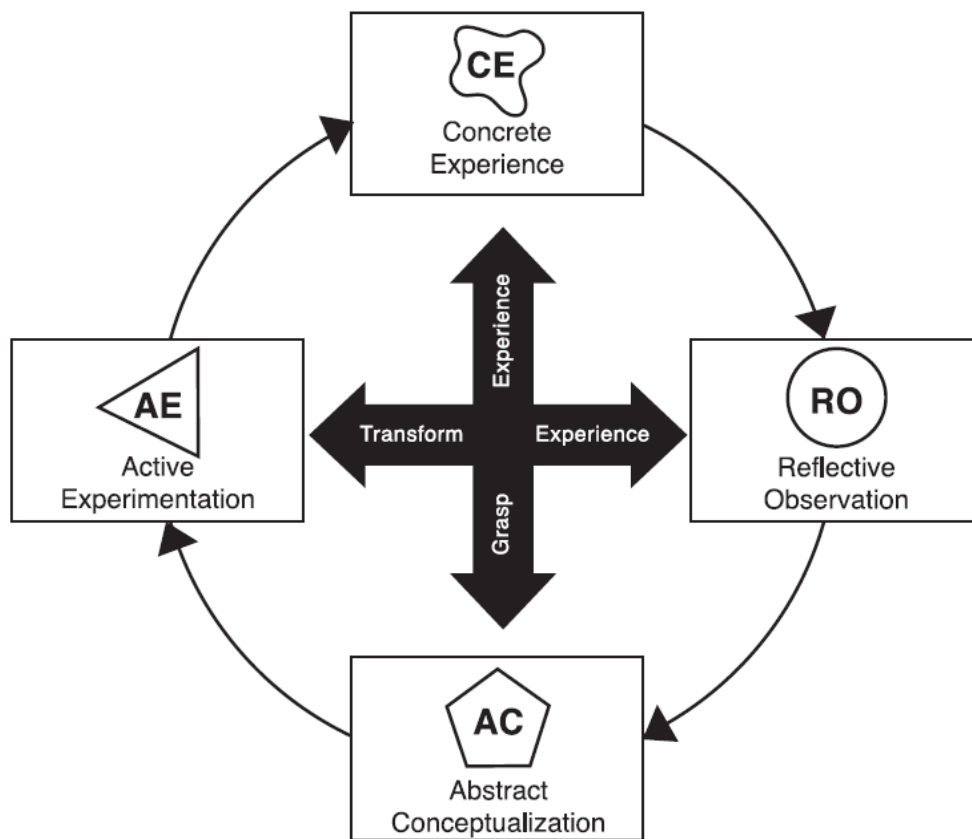 CE
Concrete
Experience
Experience
AE
Active
Experimentation
Transform
Experience
RO
Reflective
Observation
Grasp
AC
Abstract
Conceptualization